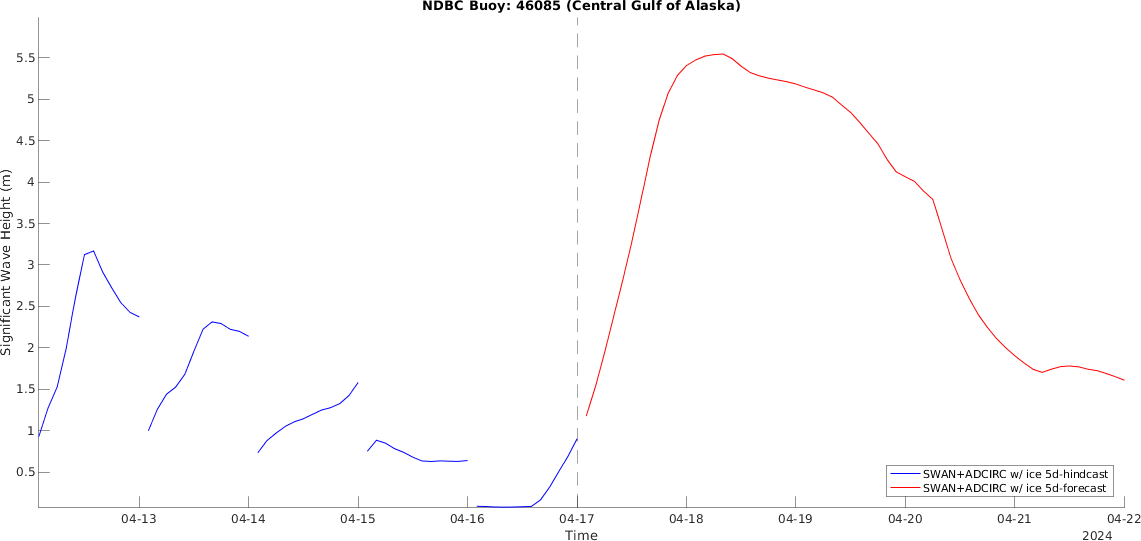 NDBC Buoy: 46085 (Central Gulf of Alaska)
Significant Wave Height (m)
5.5
5
4.5
4
3.5
3
2.5
2
1.5
1
0.5
SWAN+ADCIRC w/ ice 5d-hindcast
SWAN+ADCIRC w/ ice 5d-forecast
04-13 04-14 04-15 04-16 04-17 04-18 04-19 04-20 04-21 04-22
Time
2024